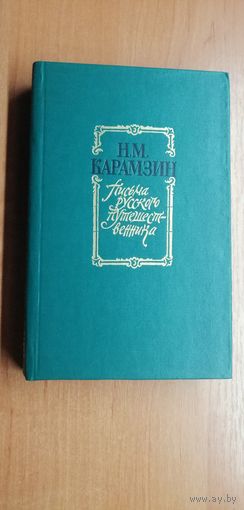 Н.М.
КАРАМЗИН
Письма
русского
путешест-
венника
www.ay.by